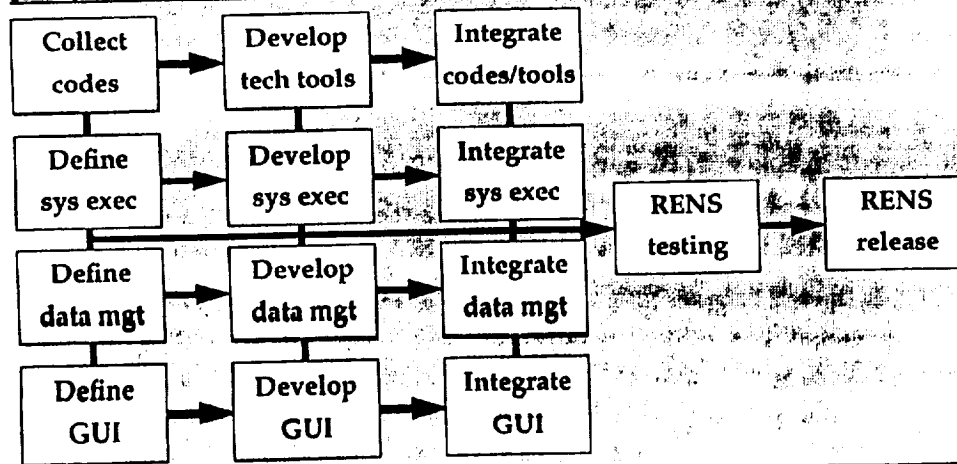 Collect
codes
Develop
tech tools
Integrate
codes/tools
Define
sys exec
Develop
sys exec
Integrate
sys exec
RENS
testing
RENS
release
Define
data mgt
Develop
data mgt
Integrate
data mgt
Define
GUI
Develop
GUI
Integrate
GUI